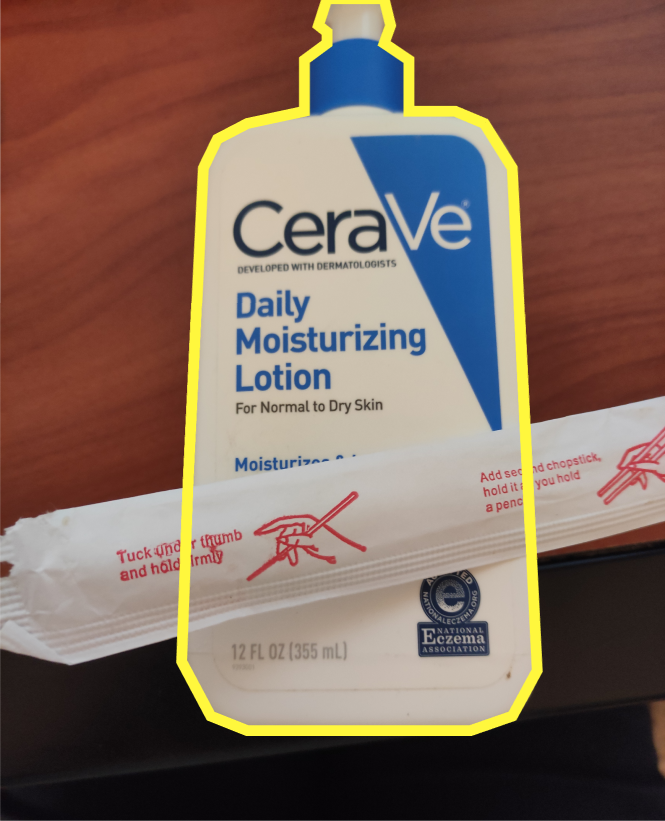 CeraVe®
DEVELOPED WITH DERMATOLOGISTS
Daily
Moisturizing
Lotion
For Normal to Dry Skin
Moisturizes &
Tuck under thumb
and hold firmly
Add second chopstick,
hold it as you hold
a pencil
NATIONALECZEMA.ORG
e
NATIONAL
Eczema
ASSOCIATION
12 FL OZ (355 mL)